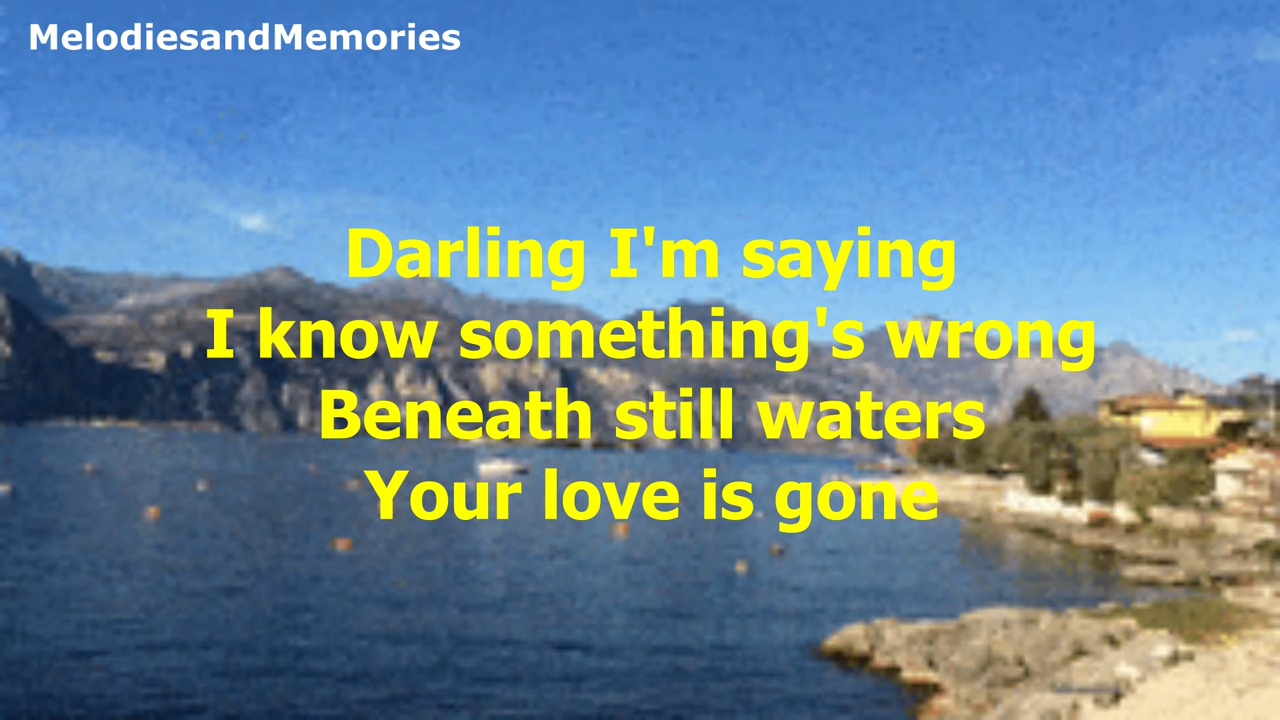 MelodiesandMemories
Darling I'm saying
I know something's wrong
Beneath still waters
Your love is gone